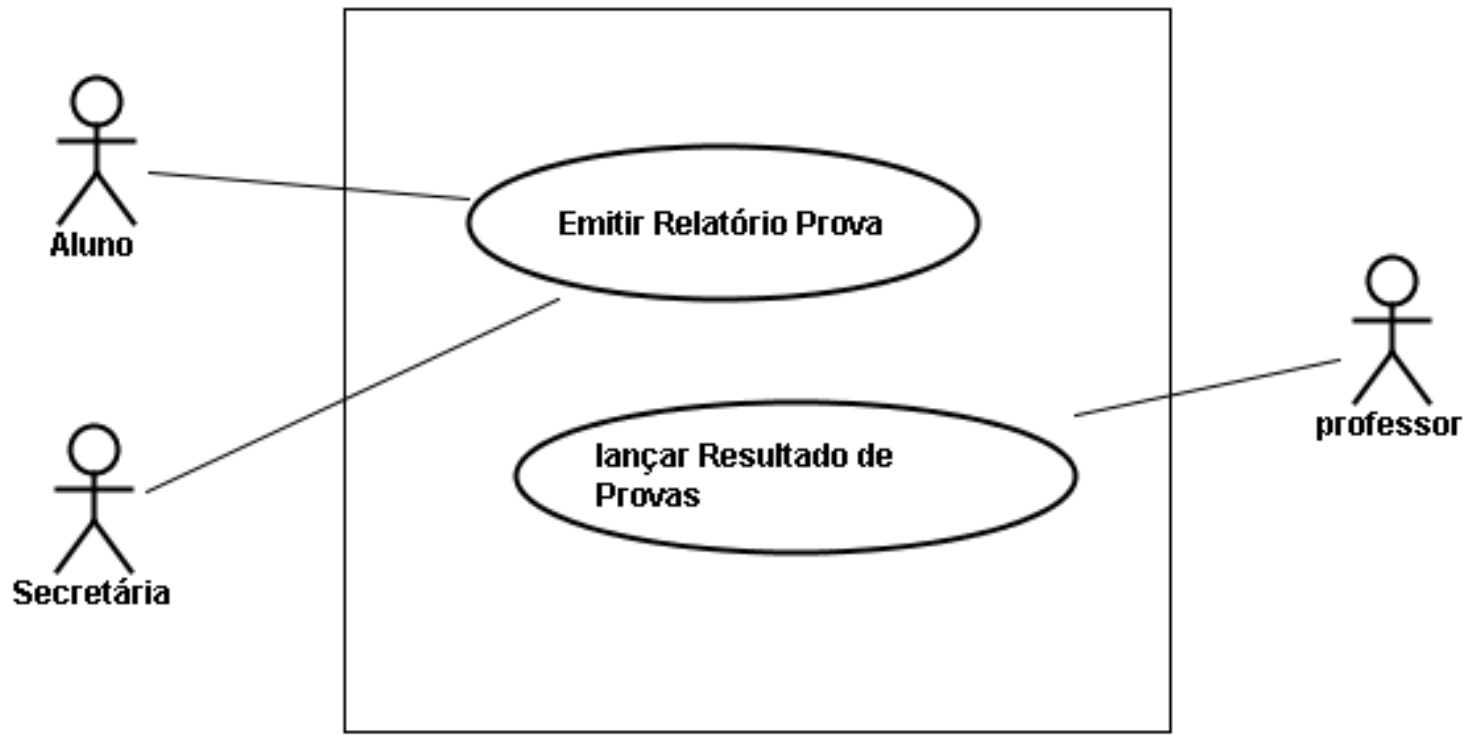 Aluno
Emitir Relatório Prova
professor
lançar Resultado de
Provas
Secretária